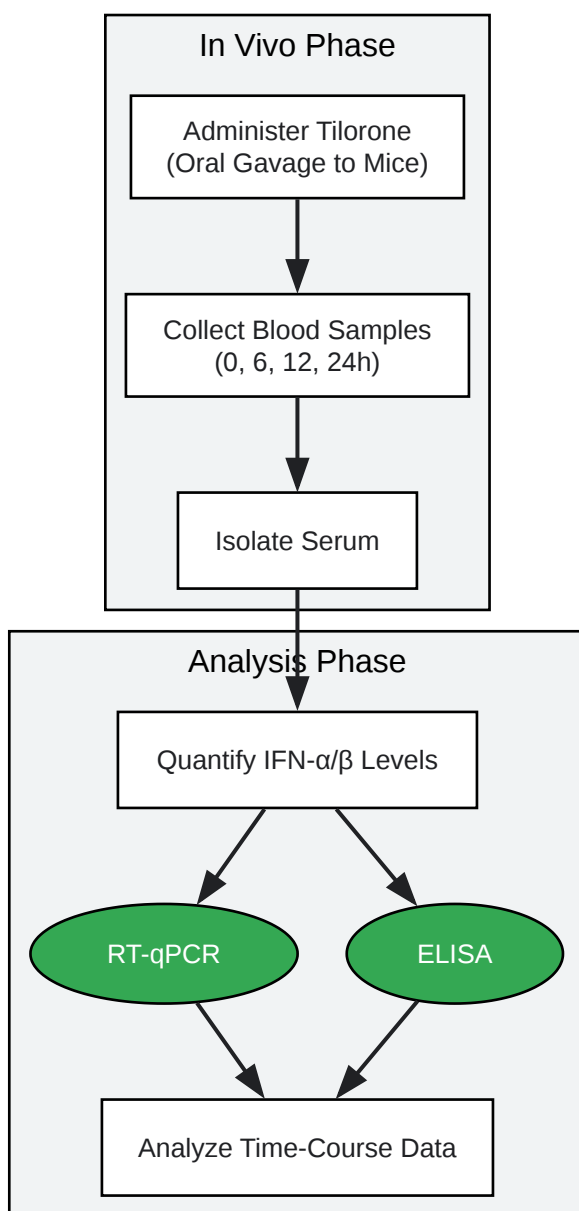 In Vivo Phase
Administer Tilorone
(Oral Gavage to Mice)
Collect Blood Samples
(0, 6, 12, 24h)
Isolate Serum
Analysis Phase
Quantify IFN-α/β Levels
RT-qPCR
ELISA
Analyze Time-Course Data